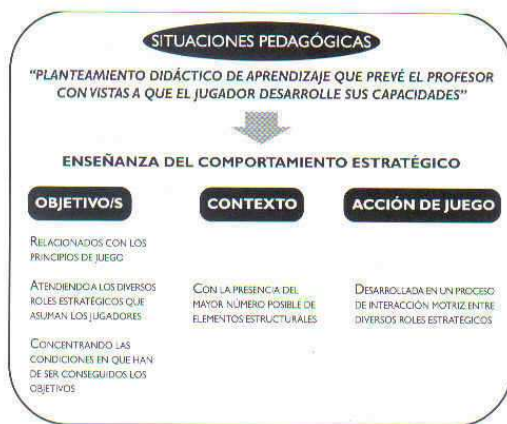 SITUACIONES PEDAGÓGICAS
"PLANTEAMIENTO DIDÁCTICO DE APRENDIZAJE QUE PREVÉ EL PROFESOR
CON VISTAS A QUE EL JUGADOR DESARROLLE SUS CAPACIDADES"
ENSEÑANZA DEL COMPORTAMIENTO ESTRATÉGICO
OBJETIVO/S
RELACIONADOS CON LOS
PRINCIPIOS DE JUEGO
ATENDIENDO A LOS DIVERSOS
ROLES ESTRATÉGICOS QUE
ASUMAN LOS JUGADORES
CONCENTRANDO LAS
CONDICIONES EN QUE HAN
DE SER CONSEGUIDOS LOS
OBJETIVOS
CONTEXTO
CON LA PRESENCIA DEL
MAYOR NÚMERO POSIBLE DE
ELEMENTOS ESTRUCTURALES
ACCIÓN DE JUEGO
DESARROLLADA EN UN PROCESO
DE INTERACCIÓN MOTRIZ ENTRE
DIVERSOS ROLES ESTRATÉGICOS